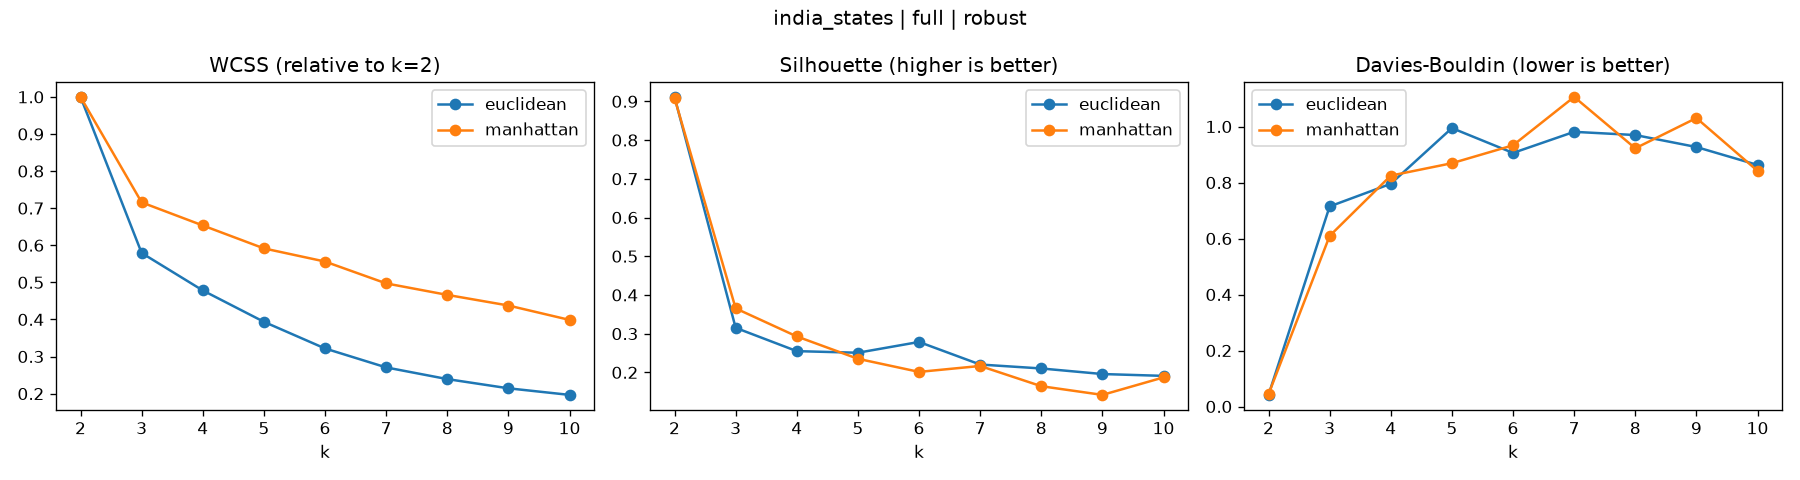 india_states | full | robust
WCSS (relative to k=2)
1.0
0.9
0.8
0.7
0.6
0.5
0.4
0.3
0.2
euclidean
manhattan
2 3 4 5 6 7 8 9 10
k
Silhouette (higher is better)
0.9
0.8
0.7
0.6
0.5
0.4
0.3
0.2
euclidean
manhattan
2 3 4 5 6 7 8 9 10
k
Davies-Bouldin (lower is better)
1.0
0.8
0.6
0.4
0.2
0.0
euclidean
manhattan
2 3 4 5 6 7 8 9 10
k